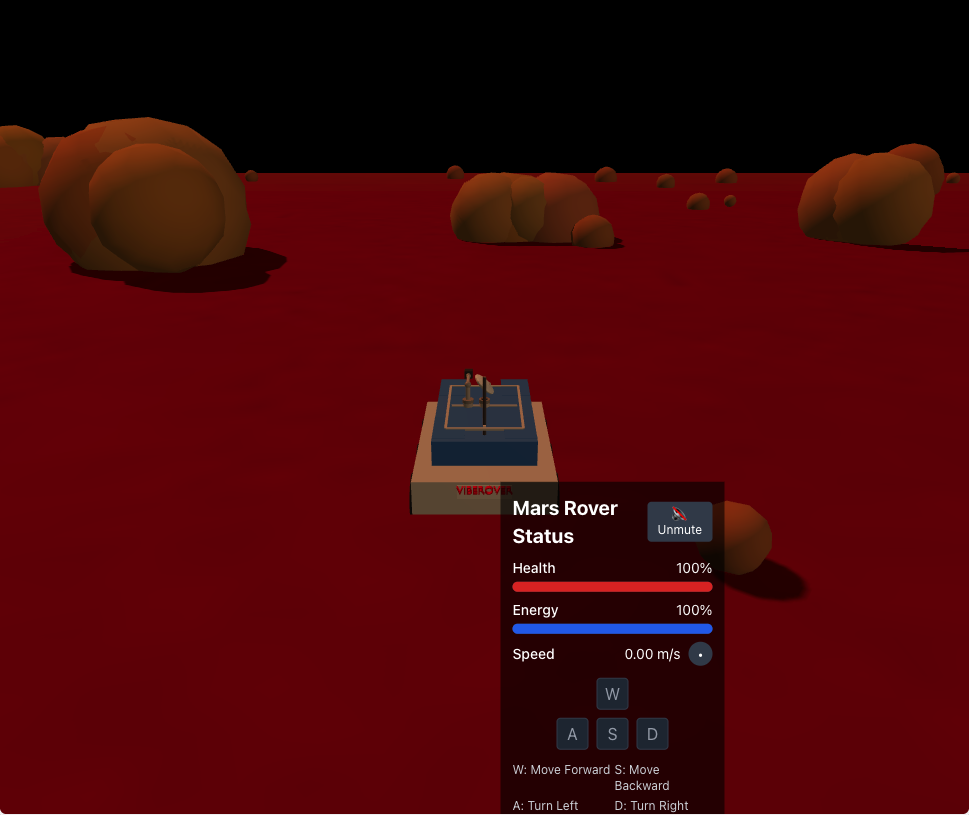 VIBEROVER
Mars Rover
Status
Unmute
Health 100%
Energy 100%
Speed 0.00 m/s
W
A S D
W: Move Forward S: Move
Backward
A: Turn Left D: Turn Right